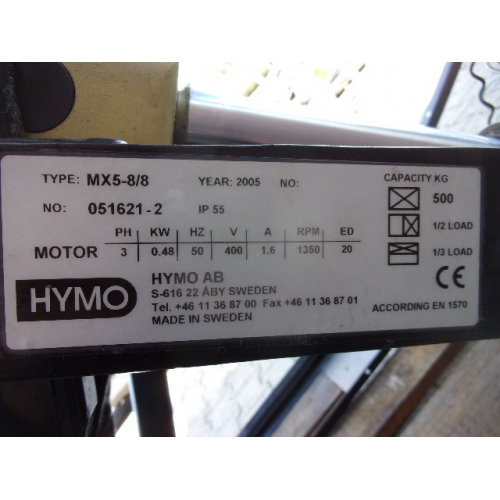 TYPE: MX5-8/8 YEAR: 2005 NO: CAPACITY KG
NO: 051621-2 IP 55 500
1/2 LOAD
1/3 LOAD
PH KW HZ V A RPM ED
MOTOR 3 0.48 50 400 1.6 1350 20
HYMO
HYMO AB
S-616 22 ÅBY SWEDEN
Tel. +46 11 36 87 00 Fax +46 11 36 87 01
MADE IN SWEDEN
CE
ACCORDING EN 1570